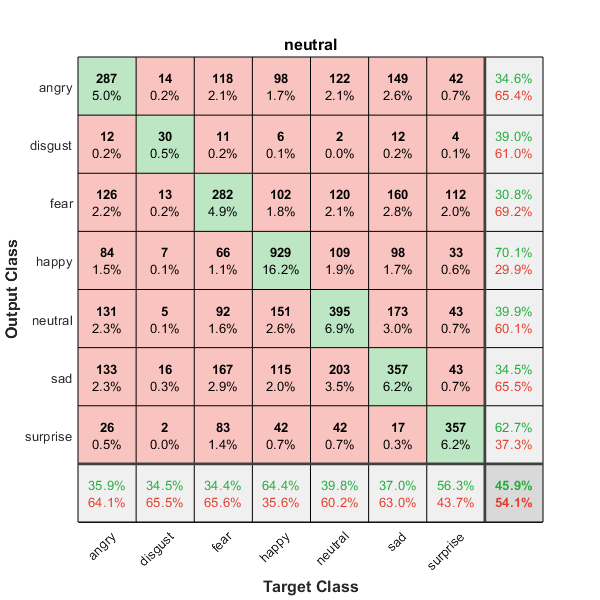 neutral
287 14 118 98 122 149 42 34.6%
angry
5.0% 0.2% 2.1% 1.7% 2.1% 2.6% 0.7% 65.4%
12 30 11 6 2 12 4 39.0%
disgust
0.2% 0.5% 0.2% 0.1% 0.0% 0.2% 0.1% 61.0%
126 13 282 102 120 160 112 30.8%
fear
2.2% 0.2% 4.9% 1.8% 2.1% 2.8% 2.0% 69.2%
84 7 66 929 109 98 33 70.1%
happy
1.5% 0.1% 1.1% 16.2% 1.9% 1.7% 0.6% 29.9%
131 5 92 151 395 173 43 39.9%
neutral
2.3% 0.1% 1.6% 2.6% 6.9% 3.0% 0.7% 60.1%
133 16 167 115 203 357 43 34.5%
sad
2.3% 0.3% 2.9% 2.0% 3.5% 6.2% 0.7% 65.5%
26 2 83 42 42 17 357 62.7%
surprise
0.5% 0.0% 1.4% 0.7% 0.7% 0.3% 6.2% 37.3%
35.9% 34.5% 34.4% 64.4% 39.8% 37.0% 56.3% 45.9%
64.1% 65.5% 65.6% 35.6% 60.2% 63.0% 43.7% 54.1%
angry disgust fear happy neutral sad surprise
Target Class
Output Class